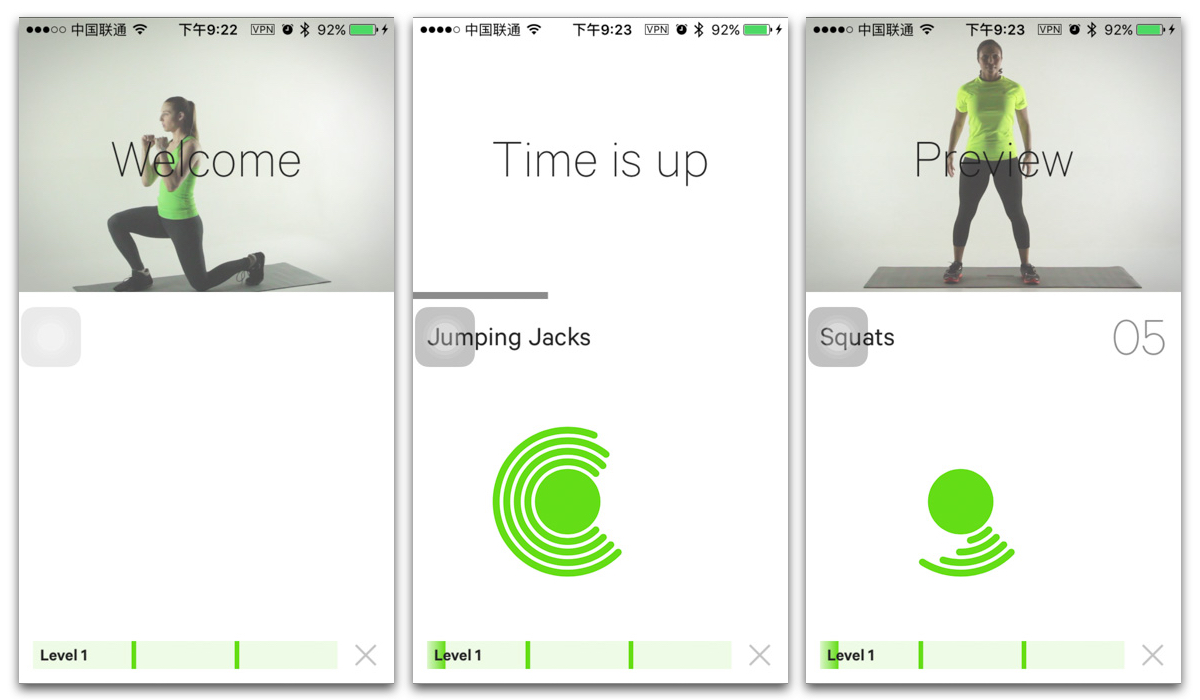 中国联通 下午9:22 VPN 92%
Welcome
Level 1
中国联通 下午9:23 VPN 92%
Time is up
Jumping Jacks
Level 1
中国联通 下午9:23 VPN 92%
Preview
Squats 05
Level 1